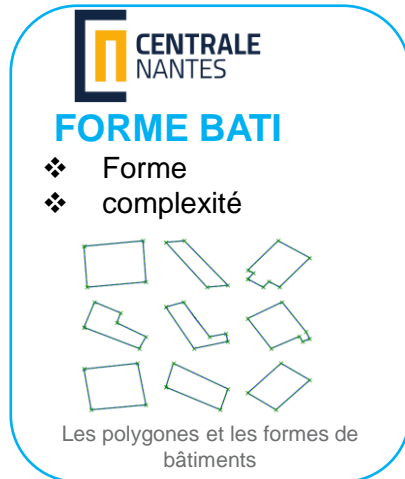 CENTRALE
NANTES
FORME BATI
❖ Forme
❖ complexité
Les polygones et les formes de
bâtiments